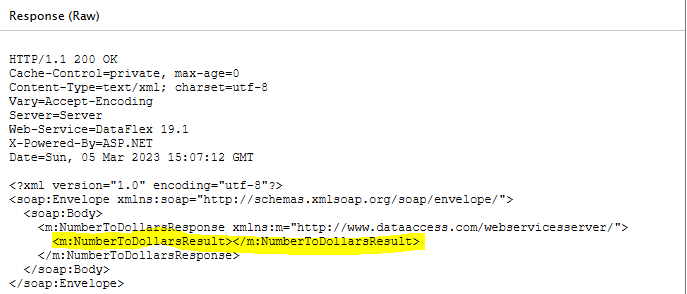 Response (Raw)
HTTP/1.1 200 OK
Cache-Control=private, max-age=0
Content-Type=text/xml; charset=utf-8
Vary=Accept-Encoding
Server=Server
Web-Service=DataFlex 19.1
X-Powered-By=ASP.NET
Date=Sun, 05 Mar 2023 15:07:12 GMT
<?xml version="1.0" encoding="utf-8"?>
<soap:Envelope xmlns:soap="http://schemas.xmlsoap.org/soap/envelope/">
<soap:Body>
<m:NumberToDollarsResponse xmlns:m="http://www.dataaccess.com/webservicesserver/">
<m:NumberToDollarsResult></m:NumberToDollarsResult>
</m:NumberToDollarsResponse>
</soap:Body>
</soap:Envelope>